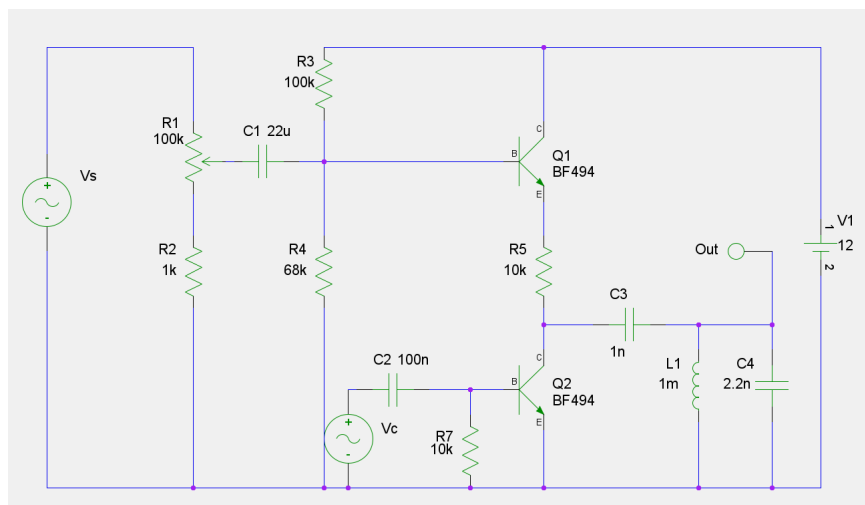 R3
100k
R1
100k
C1 22u
C
B
Q1
BF494
E
Vs
+
-
V1
1
12
2
R2
1k
R4
68k
R5
10k
Out
C3
1n
C2 100n
C
B
Q2
BF494
E
L1
1m
C4
2.2n
+
-
Vc
R7
10k